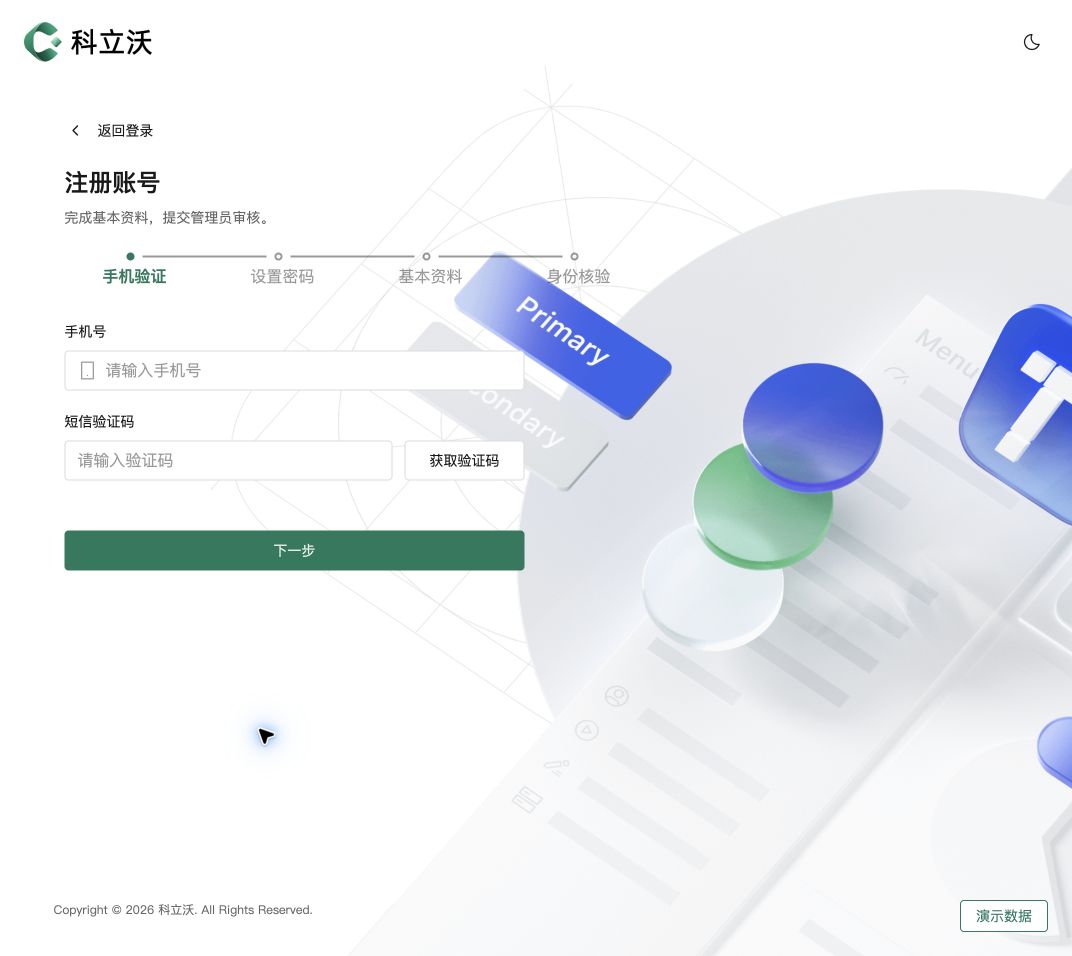 科立沃
返回登录
注册账号
完成基本资料，提交管理员审核。
手机验证
设置密码
基本资料
身份核验
手机号
请输入手机号
短信验证码
请输入验证码
获取验证码
下一步
Primary
condary
Menu
Copyright © 2026 科立沃. All Rights Reserved.
演示数据